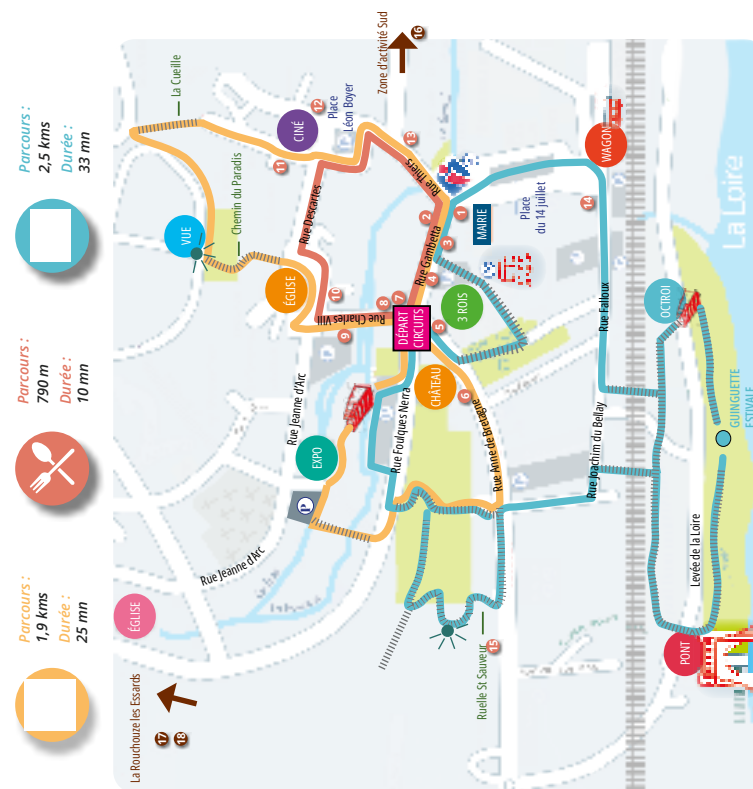 Parcours :
1,9 kms
Durée :
25 mn
Parcours :
790 m
Durée :
10 mn
Parcours :
2,5 kms
Durée :
33 mn
La Rouchouze les Essards
17
18
ÉGLISE
Rue Jeanne d'Arc
P
EXPO
Rue Jeanne d'Arc
ÉGLISE
VUE
Chemin du Paradis
La Cueille
CINÉ
11
12
Place
Léon Boyer
Zone d'activité Sud
16
13
Rue Thiers
Rue Descartes
10
Rue Charles VIII
9
8
7
DÉPART
CIRCUITS
Rue Gambetta
2
4
3
1
MAIRIE
Place
du 14 juillet
5
3 ROIS
CHÂTEAU
6
Rue Foulques Nerra
Rue Anne de Bretagne
Ruelle St Sauveur
15
14
WAGON
Rue Falloux
Rue Joachim du Bellay
OCTROI
GUINGUETTE
ESTIVALE
Levée de la Loire
PONT
La Loire